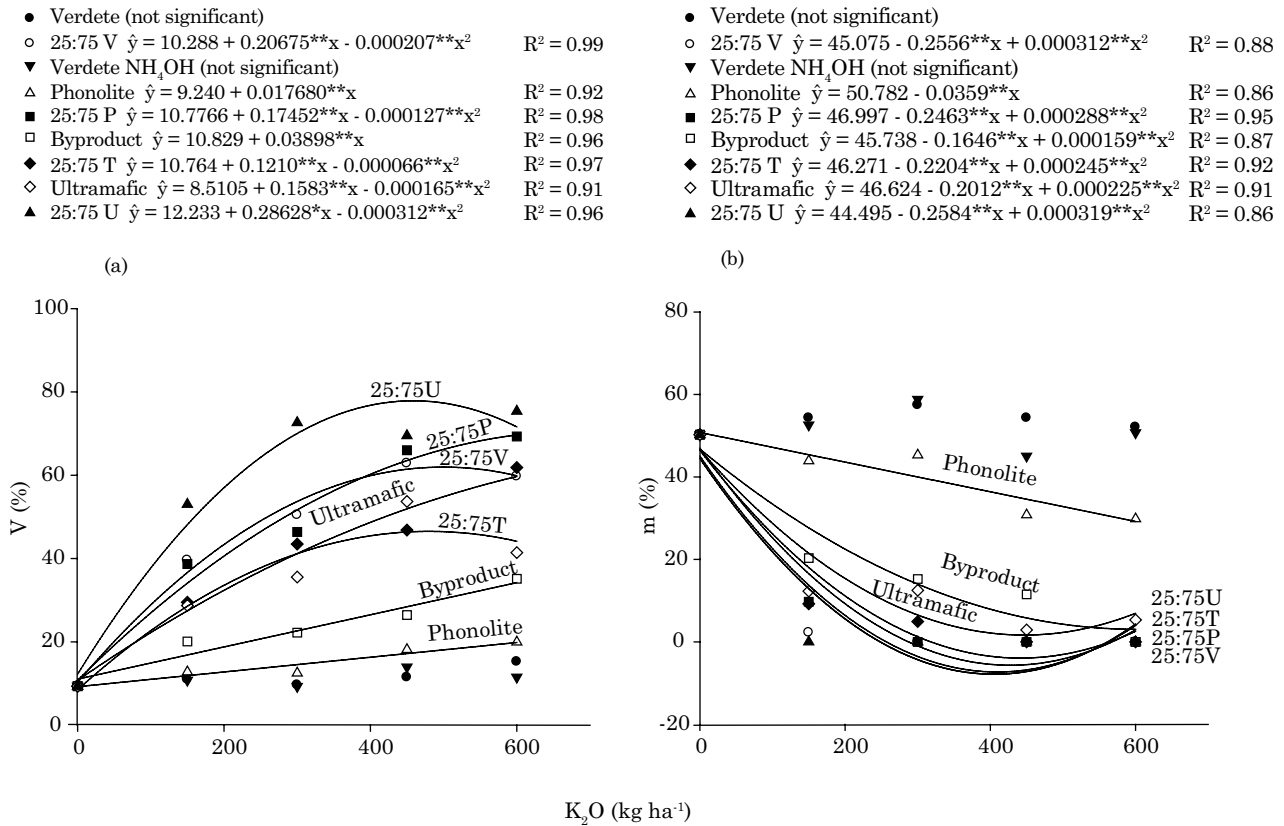 ● Verdete (not significant)
○ 25:75 V ŷ = 10.288 + 0.20675**x - 0.000207**x² R² = 0.99
▼ Verdete NH₄OH (not significant)
△ Phonolite ŷ = 9.240 + 0.017680**x R² = 0.92
■ 25:75 P ŷ = 10.7766 + 0.17452**x - 0.000127**x² R² = 0.98
□ Byproduct ŷ = 10.829 + 0.03898**x R² = 0.96
◆ 25:75 T ŷ = 10.764 + 0.1210**x - 0.000066**x² R² = 0.97
◇ Ultramafic ŷ = 8.5105 + 0.1583**x - 0.000165**x² R² = 0.91
▲ 25:75 U ŷ = 12.233 + 0.28628*x - 0.000312**x² R² = 0.96
(a)
100
80
60
40
20
0
V (%)
25:75U
25:75P
25:75V
Ultramafic
25:75T
Byproduct
Phonolite
0 200 400 600
● Verdete (not significant)
○ 25:75 V ŷ = 45.075 - 0.2556**x + 0.000312**x² R² = 0.88
▼ Verdete NH₄OH (not significant)
△ Phonolite ŷ = 50.782 - 0.0359**x R² = 0.86
■ 25:75 P ŷ = 46.997 - 0.2463**x + 0.000288**x² R² = 0.95
□ Byproduct ŷ = 45.738 - 0.1646**x + 0.000159**x² R² = 0.87
◆ 25:75 T ŷ = 46.271 - 0.2204**x + 0.000245**x² R² = 0.92
◇ Ultramafic ŷ = 46.624 - 0.2012**x + 0.000225**x² R² = 0.91
▲ 25:75 U ŷ = 44.495 - 0.2584**x + 0.000319**x² R² = 0.86
(b)
80
60
40
20
0
-20
m (%)
Phonolite
Byproduct
Ultramafic
25:75U
25:75T
25:75P
25:75V
0 200 400 600
K₂O (kg ha⁻¹)